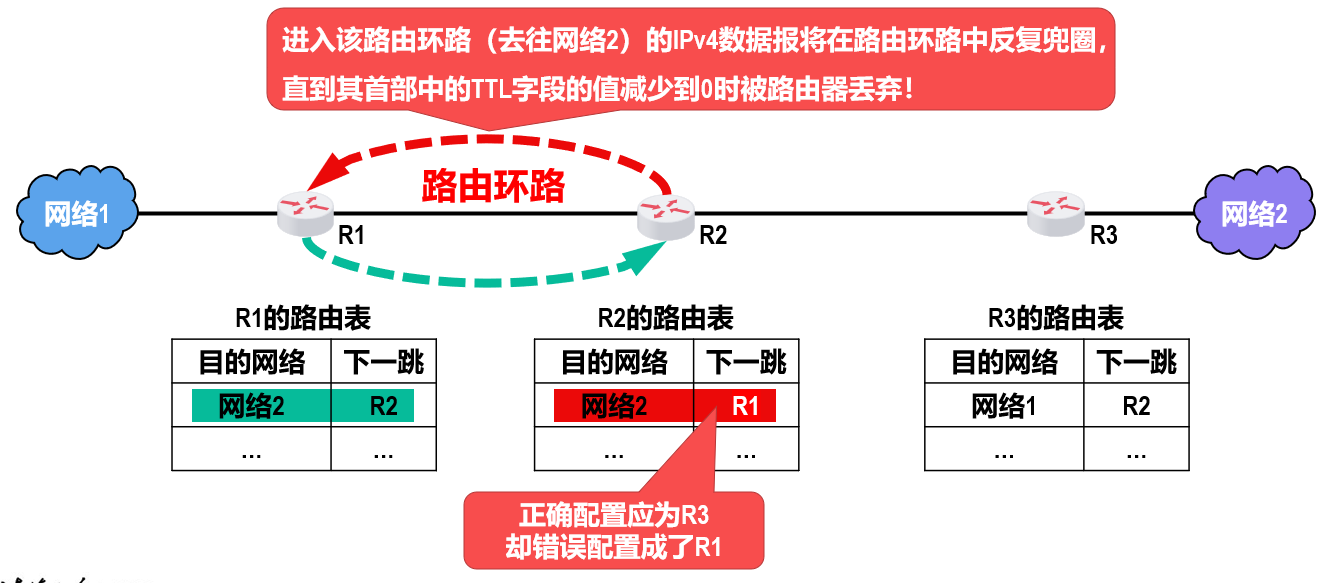 进入该路由环路（去往网络2）的IPv4数据报将在路由环路中反复兜圈，
直到其首部中的TTL字段的值减少到0时被路由器丢弃！
路由环路
网络1
R1
R2
R3
网络2
R1的路由表
目的网络 下一跳
网络2 R2
... ...
R2的路由表
目的网络 下一跳
网络2 R1
... ...
R3的路由表
目的网络 下一跳
网络1 R2
... ...
正确配置应为R3
却错误配置成了R1